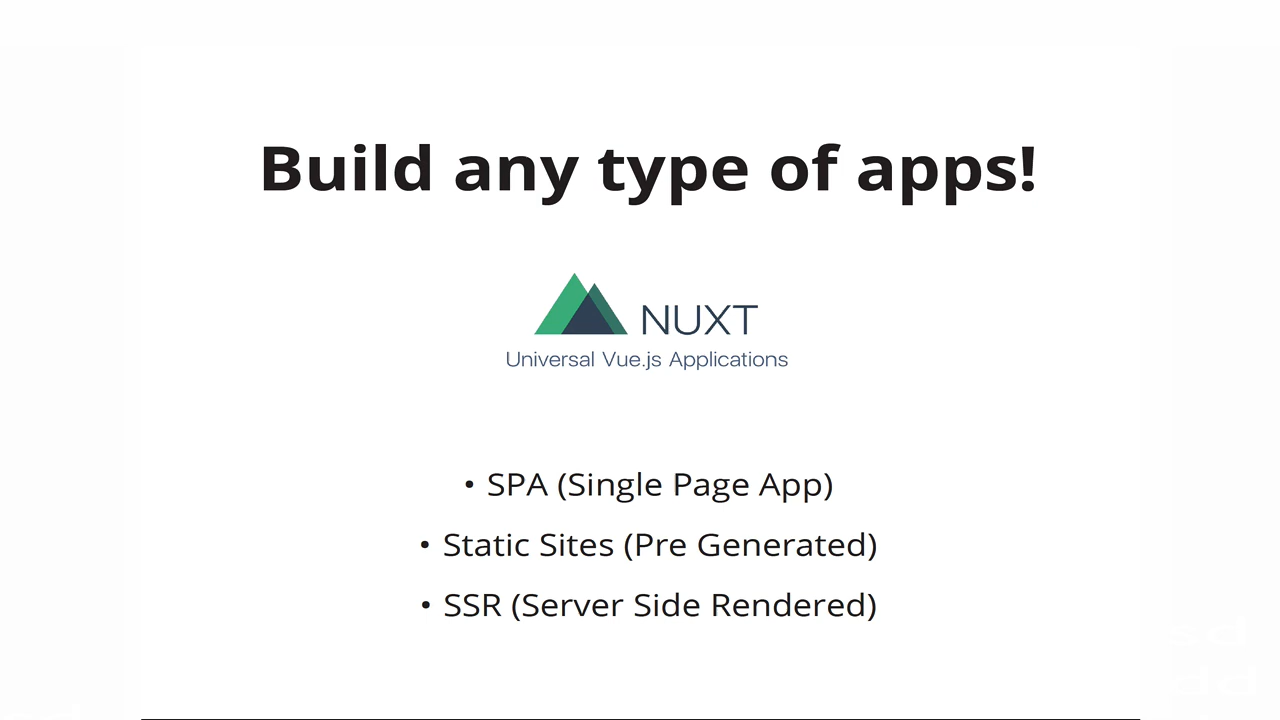 Build any type of apps!
NUXT
Universal Vue.js Applications
• SPA (Single Page App)
• Static Sites (Pre Generated)
• SSR (Server Side Rendered)